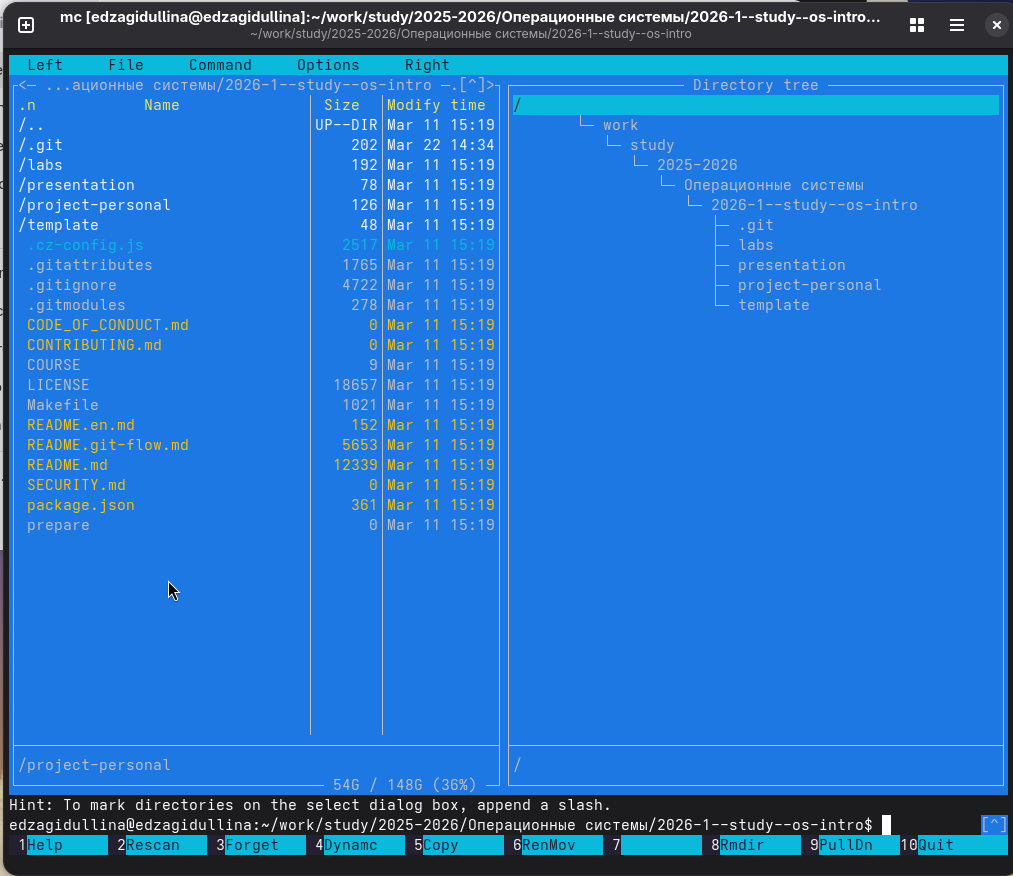 mc [edzagidullina@edzagidullina]:~/work/study/2025-2026/Операционные системы/2026-1--study--os-intro...
~/work/study/2025-2026/Операционные системы/2026-1--study--os-intro
Left File Command Options Right
<— ...ационные системы/2026-1--study--os-intro —.[^]>
.n Name Size Modify time
/.. UP--DIR Mar 11 15:19
/.git 202 Mar 22 14:34
/labs 192 Mar 11 15:19
/presentation 78 Mar 11 15:19
/project-personal 126 Mar 11 15:19
/template 48 Mar 11 15:19
.cz-config.js 2517 Mar 11 15:19
.gitattributes 1765 Mar 11 15:19
.gitignore 4722 Mar 11 15:19
.gitmodules 278 Mar 11 15:19
CODE_OF_CONDUCT.md 0 Mar 11 15:19
CONTRIBUTING.md 0 Mar 11 15:19
COURSE 9 Mar 11 15:19
LICENSE 18657 Mar 11 15:19
Makefile 1021 Mar 11 15:19
README.en.md 152 Mar 11 15:19
README.git-flow.md 5653 Mar 11 15:19
README.md 12339 Mar 11 15:19
SECURITY.md 0 Mar 11 15:19
package.json 361 Mar 11 15:19
prepare 0 Mar 11 15:19
/project-personal
54G / 148G (36%)
Directory tree
/
work
study
2025-2026
Операционные системы
2026-1--study--os-intro
.git
labs
presentation
project-personal
template
/
Hint: To mark directories on the select dialog box, append a slash.
edzagidullina@edzagidullina:~/work/study/2025-2026/Операционные системы/2026-1--study--os-intro$ [^]
1Help 2Rescan 3Forget 4Dynamc 5Copy 6RenMov 7 8Rmdir 9PullDn 10Quit